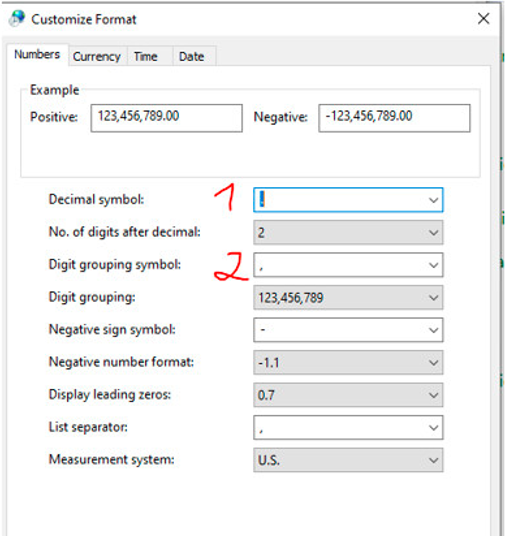 Customize Format
Numbers Currency Time Date
Example
Positive: 123,456,789.00 Negative: -123,456,789.00
Decimal symbol: 1 .
No. of digits after decimal: 2
Digit grouping symbol: 2 ,
Digit grouping: 123,456,789
Negative sign symbol: -
Negative number format: -1.1
Display leading zeros: 0.7
List separator: ,
Measurement system: U.S.